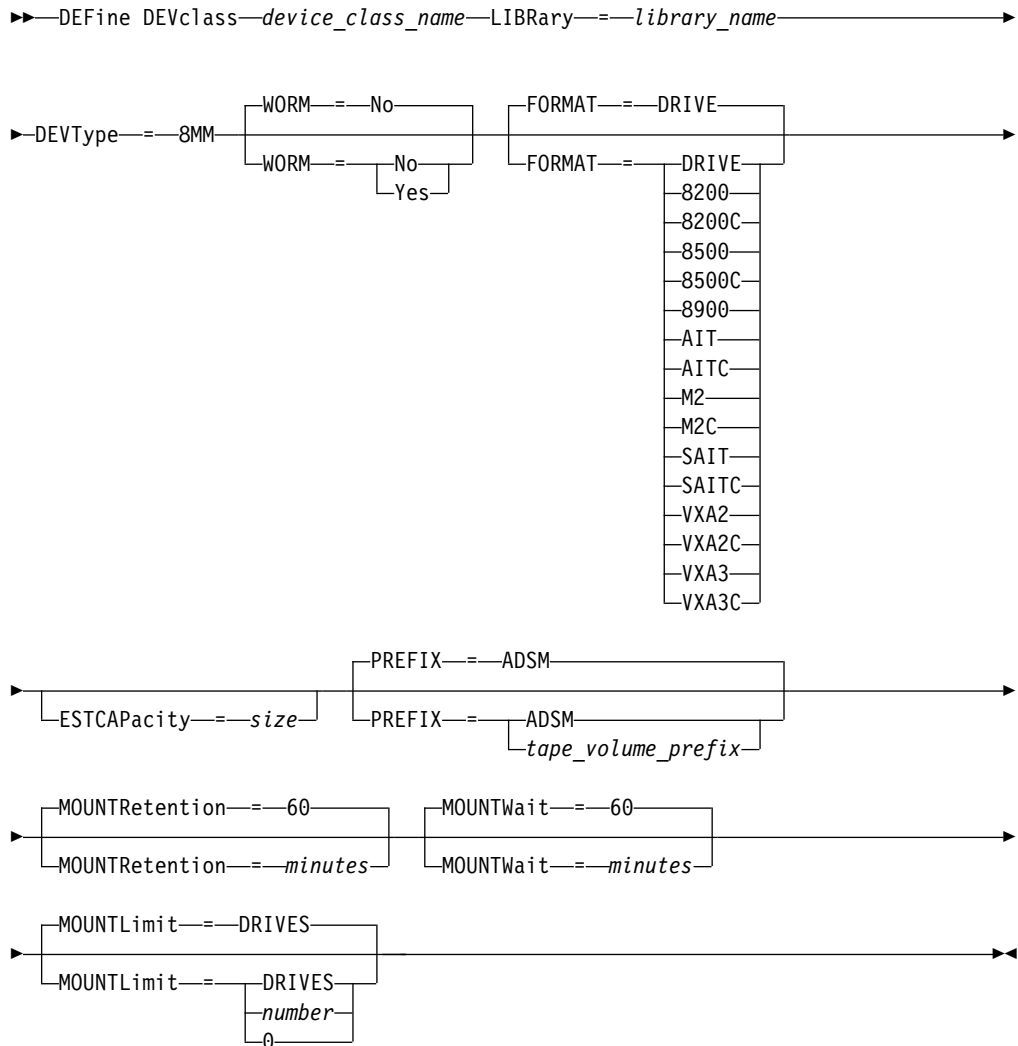 DEFine DEVclass device_class_name LIBRary = library_name
WORM = No FORMAT = DRIVE
DEVType = 8MM
WORM = No FORMAT = DRIVE
Yes 8200
8200C
8500
8500C
8900
AIT
AITC
M2
M2C
SAIT
SAITC
VXA2
VXA2C
VXA3
VXA3C
PREFIX = ADSM
ESTCAPacity = size PREFIX = ADSM
tape_volume_prefix
MOUNTRetention = 60 MOUNTWait = 60
MOUNTRetention = minutes MOUNTWait = minutes
MOUNTLimit = DRIVES
MOUNTLimit = DRIVES
number
0